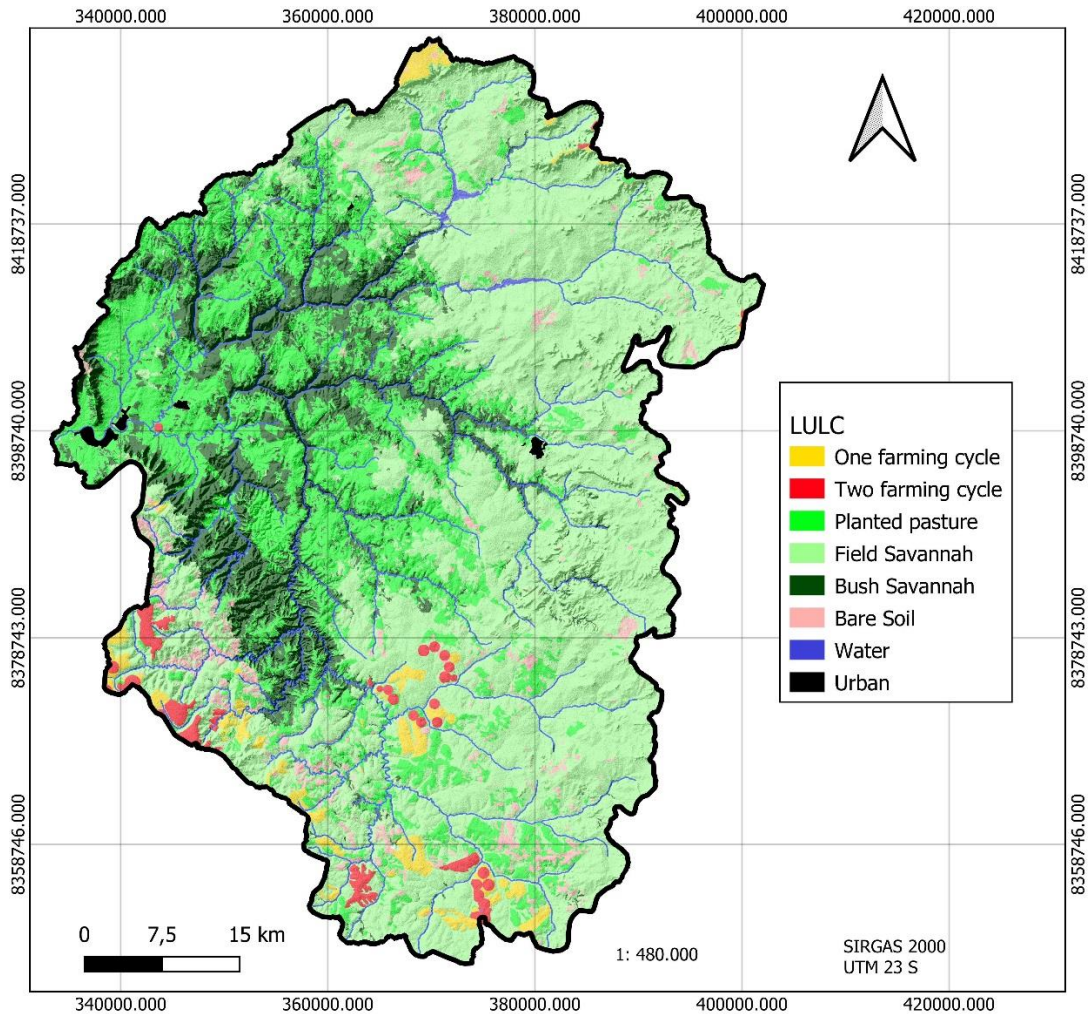 340000.000 360000.000 380000.000 400000.000 420000.000
8418737.000 8418737.000
8398740.000 8398740.000
LULC
One farming cycle
Two farming cycle
Planted pasture
Field Savannah
Bush Savannah
Bare Soil
Water
Urban
8378743.000 8378743.000
8358746.000 8358746.000
0 7,5 15 km
1: 480.000
SIRGAS 2000
UTM 23 S
340000.000 360000.000 380000.000 400000.000 420000.000